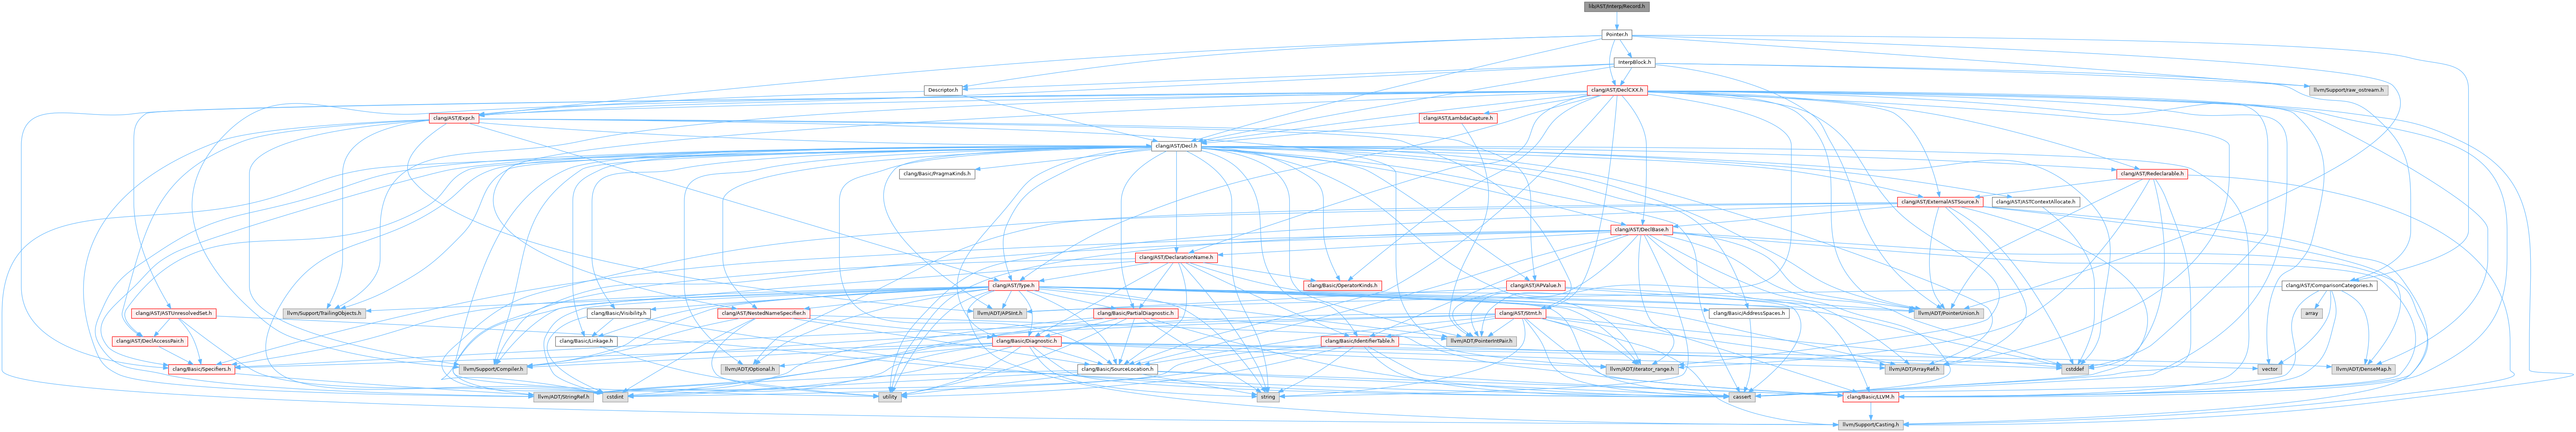 lib/AST/Interp/Record.h
Pointer.h
InterpBlock.h
Descriptor.h
clang/AST/DeclCXX.h
llvm/Support/raw_ostream.h
clang/AST/Expr.h
clang/AST/LambdaCapture.h
clang/AST/Decl.h
clang/Basic/PragmaKinds.h
clang/AST/Redeclarable.h
clang/AST/ExternalASTSource.h
clang/AST/ASTContextAllocate.h
clang/AST/DeclBase.h
clang/AST/DeclarationName.h
clang/AST/Type.h
clang/Basic/OperatorKinds.h
clang/AST/APValue.h
clang/AST/ComparisonCategories.h
clang/AST/ASTUnresolvedSet.h
llvm/Support/TrailingObjects.h
clang/Basic/Visibility.h
clang/AST/NestedNameSpecifier.h
llvm/ADT/APSInt.h
clang/Basic/PartialDiagnostic.h
clang/AST/Stmt.h
clang/Basic/AddressSpaces.h
llvm/ADT/PointerUnion.h
array
clang/AST/DeclAccessPair.h
clang/Basic/Linkage.h
clang/Basic/Diagnostic.h
clang/Basic/IdentifierTable.h
llvm/ADT/PointerIntPair.h
clang/Basic/Specifiers.h
llvm/Support/Compiler.h
llvm/ADT/Optional.h
clang/Basic/SourceLocation.h
llvm/ADT/iterator_range.h
llvm/ADT/ArrayRef.h
cstddef
vector
llvm/ADT/DenseMap.h
llvm/ADT/StringRef.h
cstdint
utility
string
cassert
clang/Basic/LLVM.h
llvm/Support/Casting.h